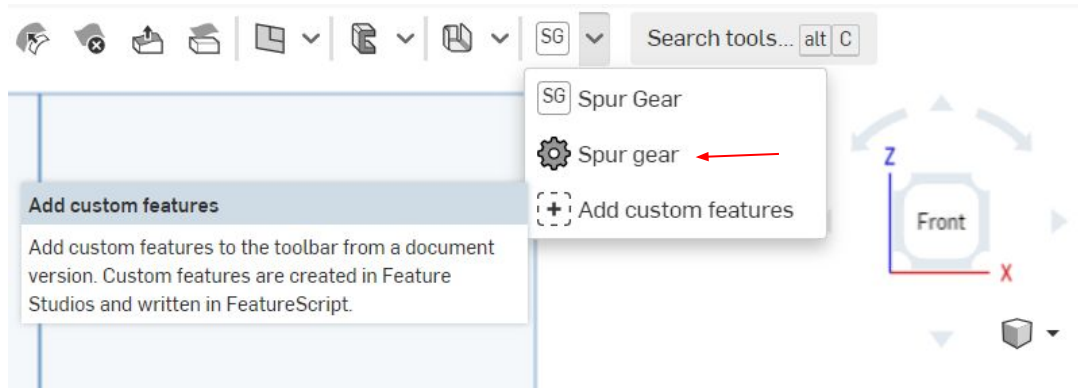 SG
Search tools... alt C
SG Spur Gear
Spur gear
Add custom features
Add custom features
Add custom features to the toolbar from a document
version. Custom features are created in Feature
Studios and written in FeatureScript.
Z
Front
X